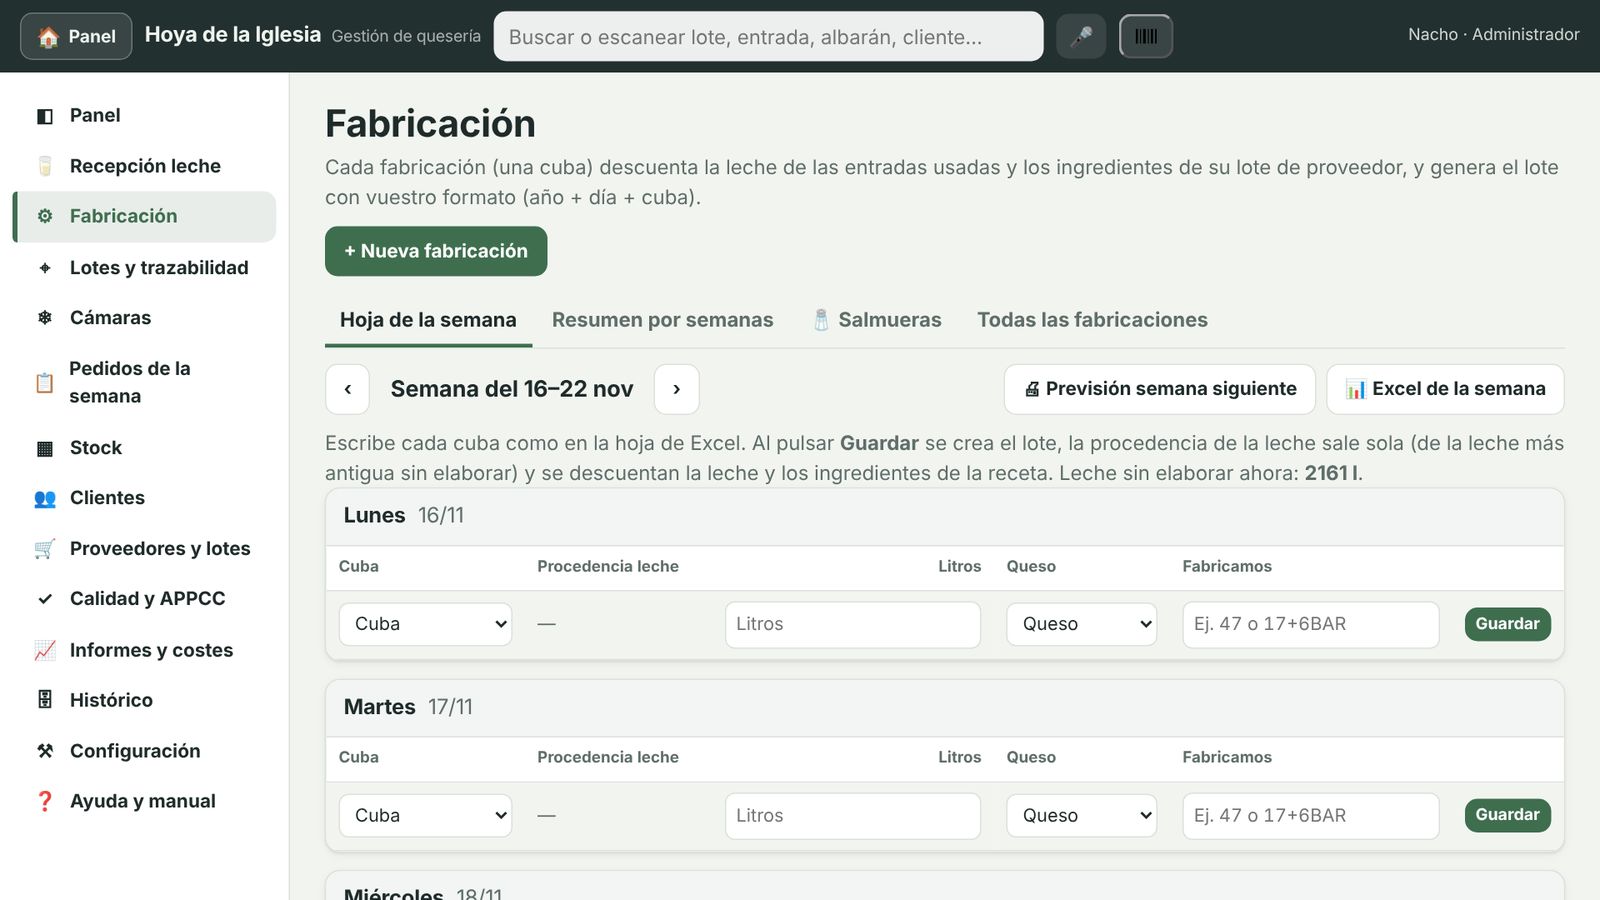 Panel
Hoya de la Iglesia
Gestión de quesería
Buscar o escanear lote, entrada, albarán, cliente...
Nacho · Administrador
Panel
Recepción leche
Fabricación
Lotes y trazabilidad
Cámaras
Pedidos de la
semana
Stock
Clientes
Proveedores y lotes
Calidad y APPCC
Informes y costes
Histórico
Configuración
Ayuda y manual
Fabricación
Cada fabricación (una cuba) descuenta la leche de las entradas usadas y los ingredientes de su lote de proveedor, y genera el lote
con vuestro formato (año + día + cuba).
+ Nueva fabricación
Hoja de la semana
Resumen por semanas
Salmueras
Todas las fabricaciones
‹ Semana del 16–22 nov ›
Previsión semana siguiente
Excel de la semana
Escribe cada cuba como en la hoja de Excel. Al pulsar Guardar se crea el lote, la procedencia de la leche sale sola (de la leche más
antigua sin elaborar) y se descuentan la leche y los ingredientes de la receta. Leche sin elaborar ahora: 2161 l.
Lunes 16/11
Cuba Procedencia leche Litros Queso Fabricamos
Cuba — Litros Queso Ej. 47 o 17+6BAR Guardar
Martes 17/11
Cuba Procedencia leche Litros Queso Fabricamos
Cuba — Litros Queso Ej. 47 o 17+6BAR Guardar
Miércoles 18/11